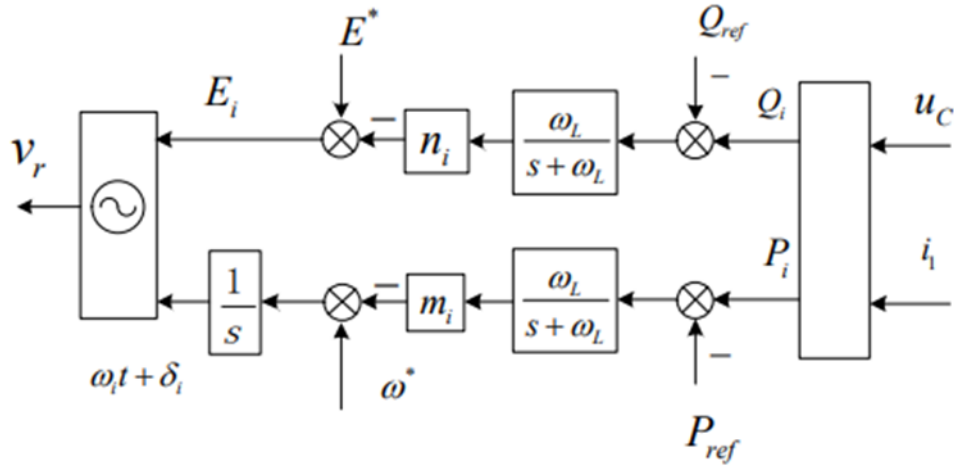 E* Q_ref
E_i − − Q_i u_C
v_r n_i ω_L
s + ω_L
P_i i_1
1
s − m_i ω_L
s + ω_L
ω_i t + δ_i ω* −
P_ref